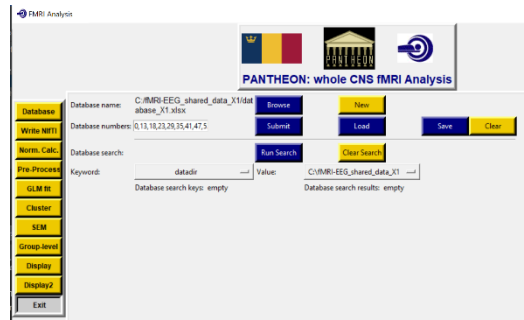 FMRI Analysis
PANTHEON
PANTHEON: whole CNS fMRI Analysis
Database name: C:/fMRI-EEG_shared_data_X1/dat
abase_X1.xlsx Browse New
Database numbers: 0,13,18,23,29,35,41,47,5 Submit Load Save Clear
Database search: Run Search Clear Search
Keyword: datadir Value: C:\fMRI-EEG_shared_data_X1
Database search keys: empty Database search results: empty
Database
Write NIfTI
Norm. Calc.
Pre-Process
GLM fit
Cluster
SEM
Group-level
Display
Display2
Exit